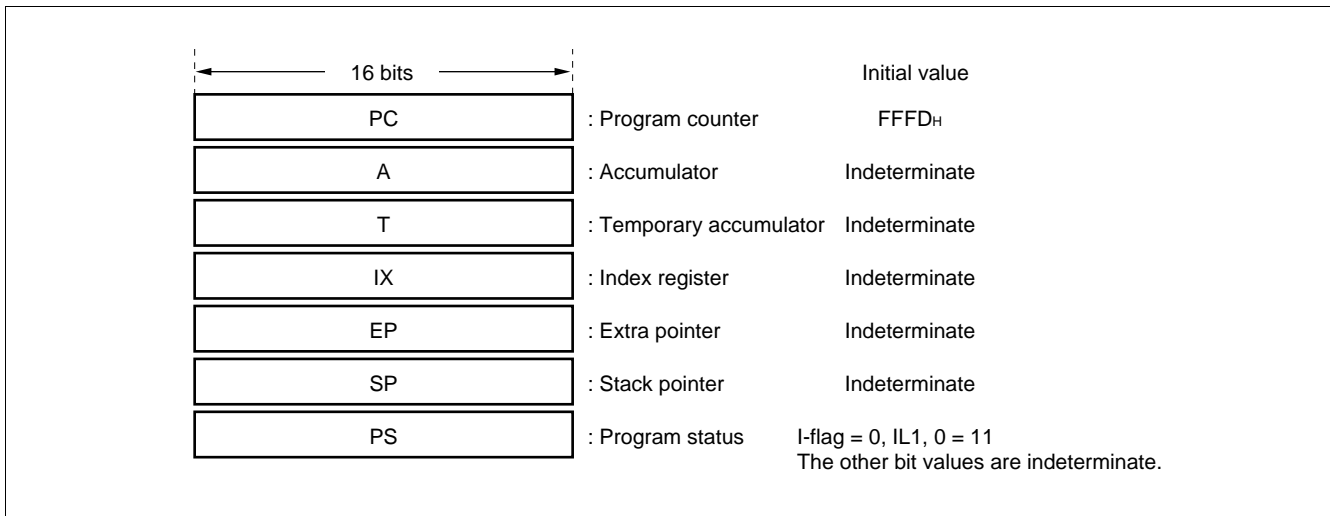 16 bits Initial value
PC : Program counter FFFDH
A : Accumulator Indeterminate
T : Temporary accumulator Indeterminate
IX : Index register Indeterminate
EP : Extra pointer Indeterminate
SP : Stack pointer Indeterminate
PS : Program status I-flag = 0, IL1, 0 = 11
The other bit values are indeterminate.